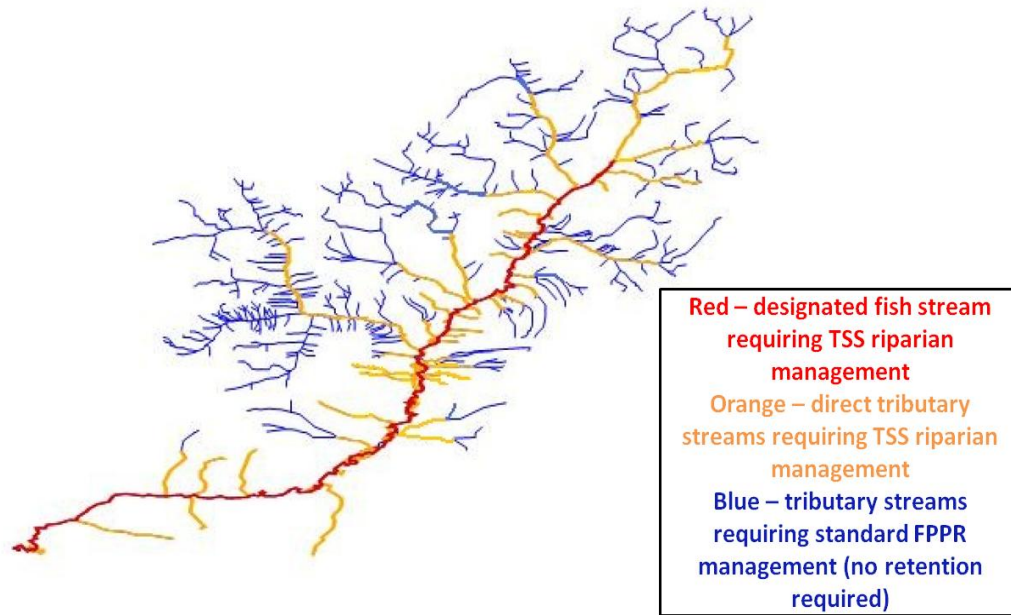 Red – designated fish stream
requiring TSS riparian
management
Orange – direct tributary
streams requiring TSS riparian
management
Blue – tributary streams
requiring standard FPPR
management (no retention
required)